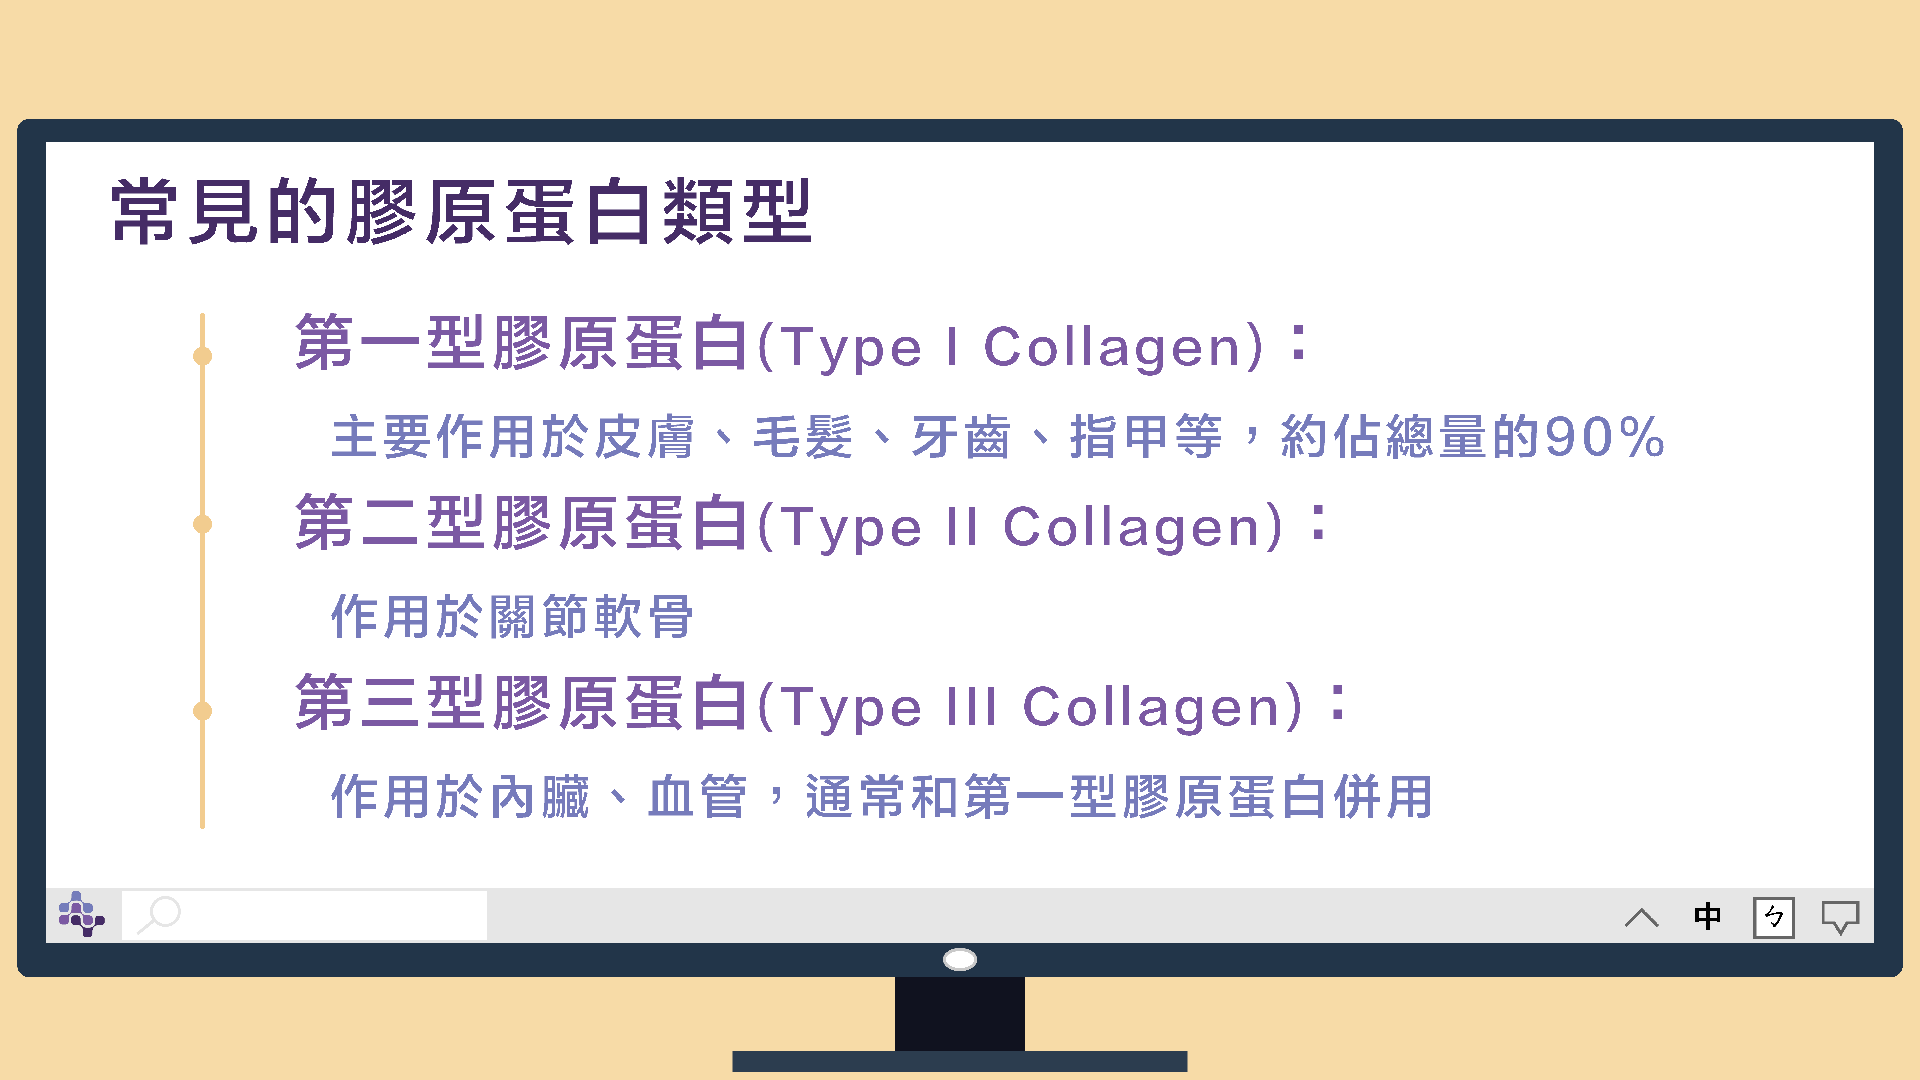 常見的膠原蛋白類型
第一型膠原蛋白(Type I Collagen)：
主要作用於皮膚、毛髮、牙齒、指甲等，約佔總量的90%
第二型膠原蛋白(Type II Collagen)：
作用於關節軟骨
第三型膠原蛋白(Type III Collagen)：
作用於內臟、血管，通常和第一型膠原蛋白併用
中 ㄅ